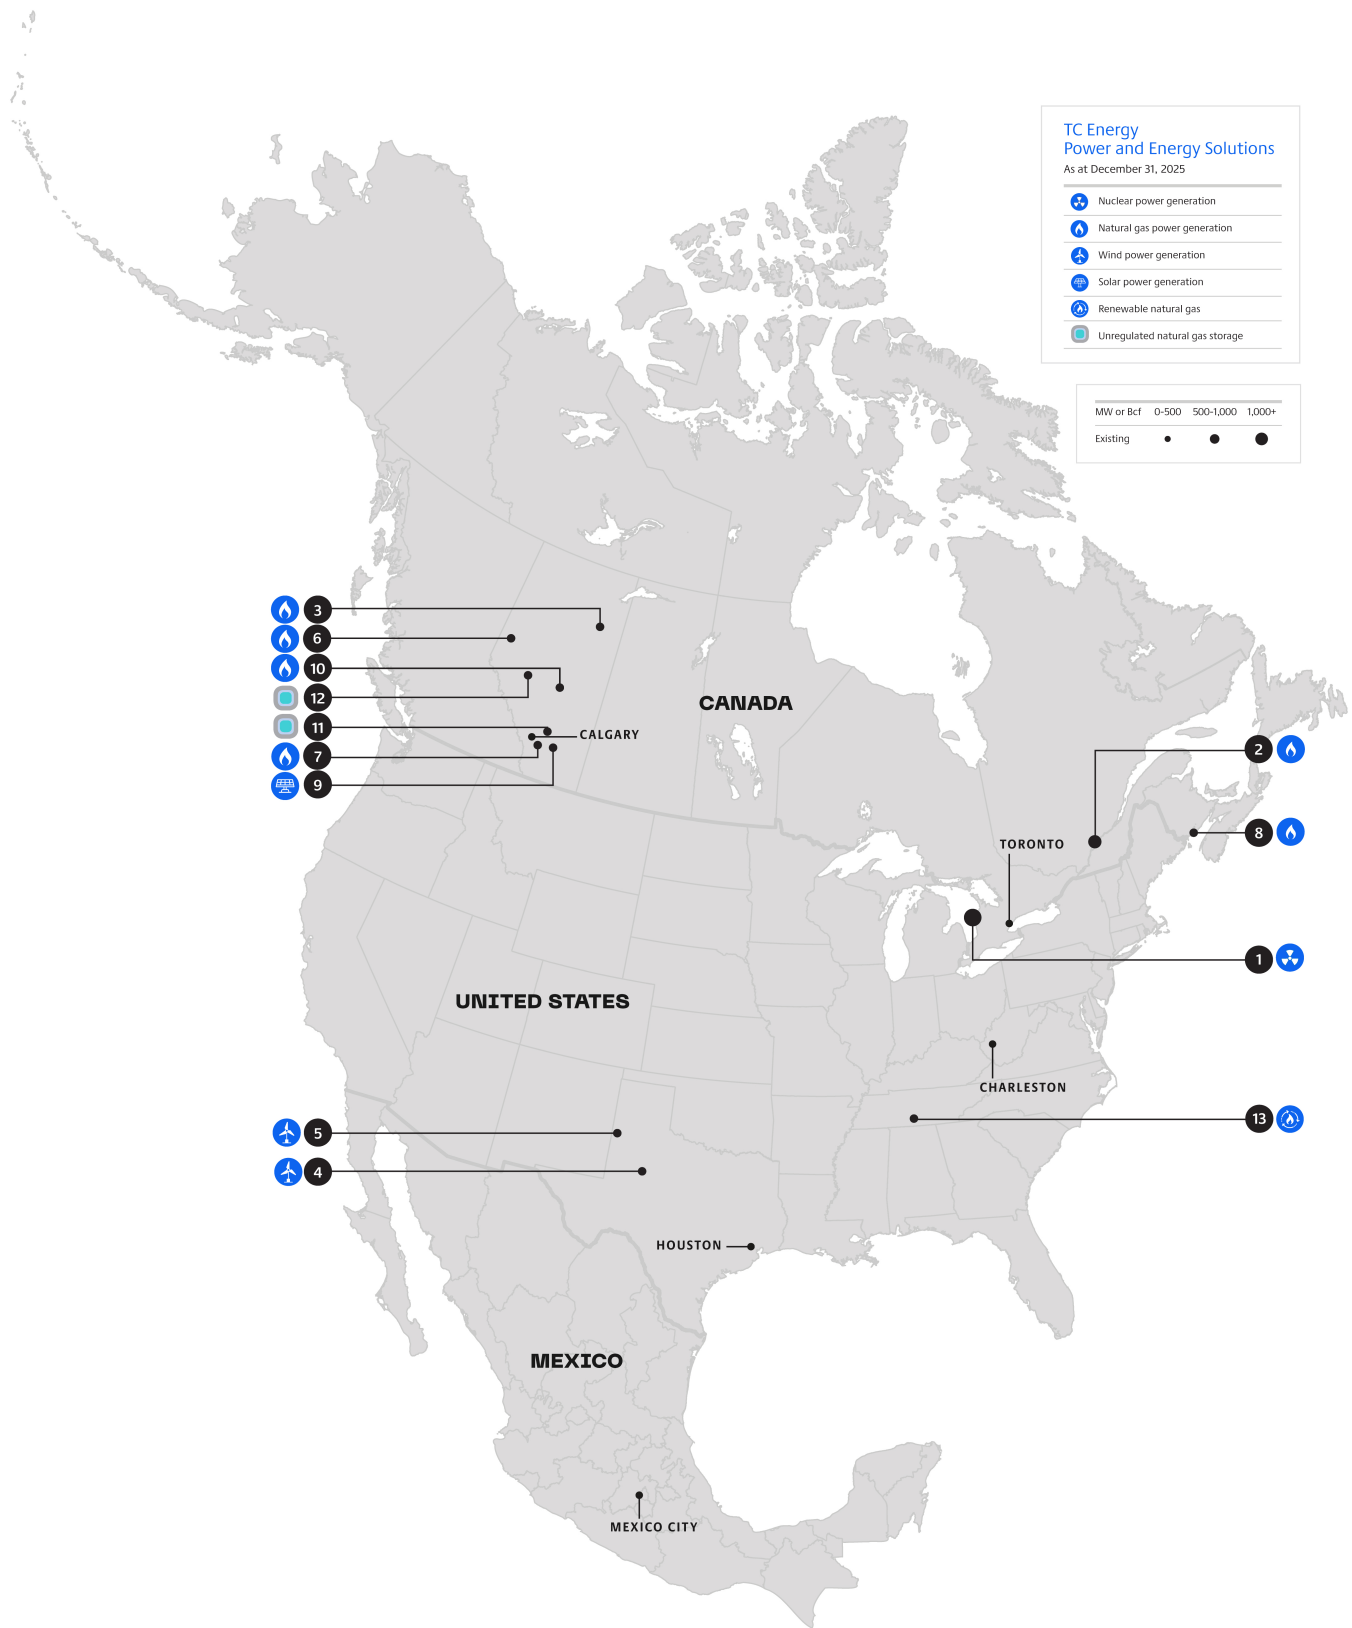 TC Energy
Power and Energy Solutions
As at December 31, 2025
Nuclear power generation
Natural gas power generation
Wind power generation
Solar power generation
Renewable natural gas
Unregulated natural gas storage
MW or Bcf 0-500 500-1,000 1,000+
Existing
3
6
10
12
11
7
9
CANADA
CALGARY
2
8
TORONTO
1
UNITED STATES
CHARLESTON
13
5
4
HOUSTON
MEXICO
MEXICO CITY